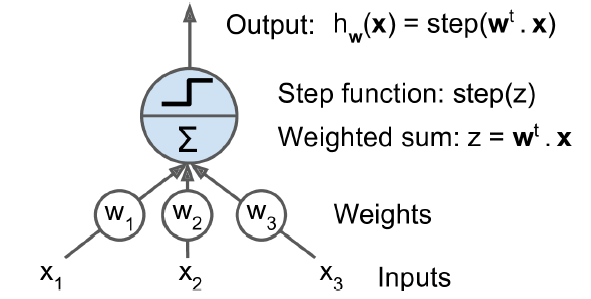 Output: h_w(x) = step(w^t . x)
Step function: step(z)
Σ
Weighted sum: z = w^t . x
w_1 w_2 w_3 Weights
x_1 x_2 x_3 Inputs